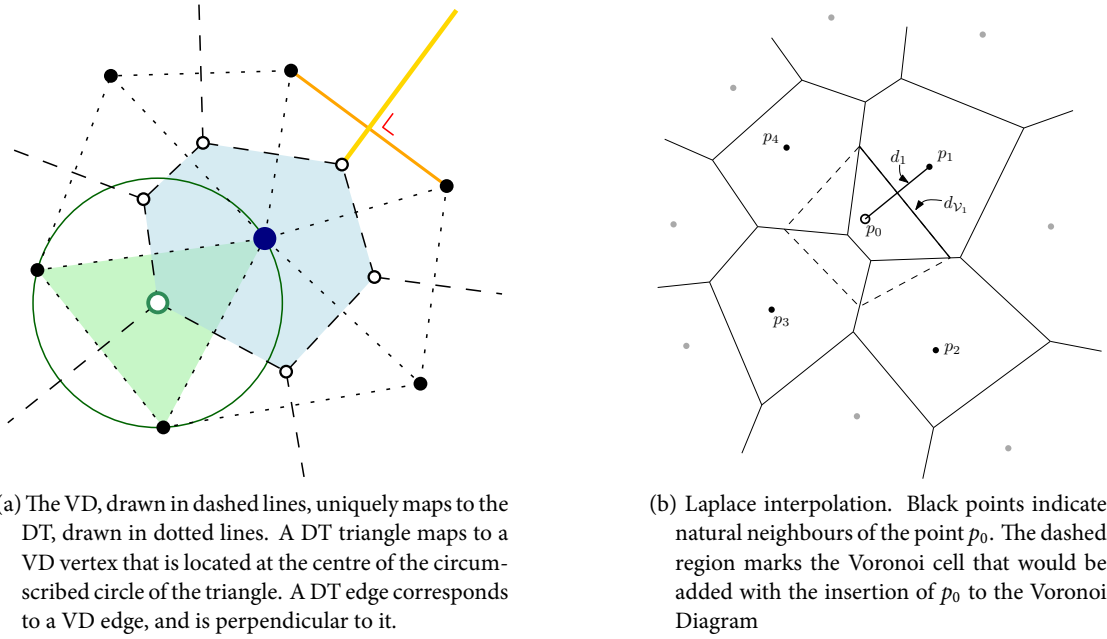 p₄
d₁
p₁
d𝒱₁
p₀
p₃
p₂
(a) The VD, drawn in dashed lines, uniquely maps to the
DT, drawn in dotted lines. A DT triangle maps to a
VD vertex that is located at the centre of the circum-
scribed circle of the triangle. A DT edge corresponds
to a VD edge, and is perpendicular to it.
(b) Laplace interpolation. Black points indicate
natural neighbours of the point p₀. The dashed
region marks the Voronoi cell that would be
added with the insertion of p₀ to the Voronoi
Diagram